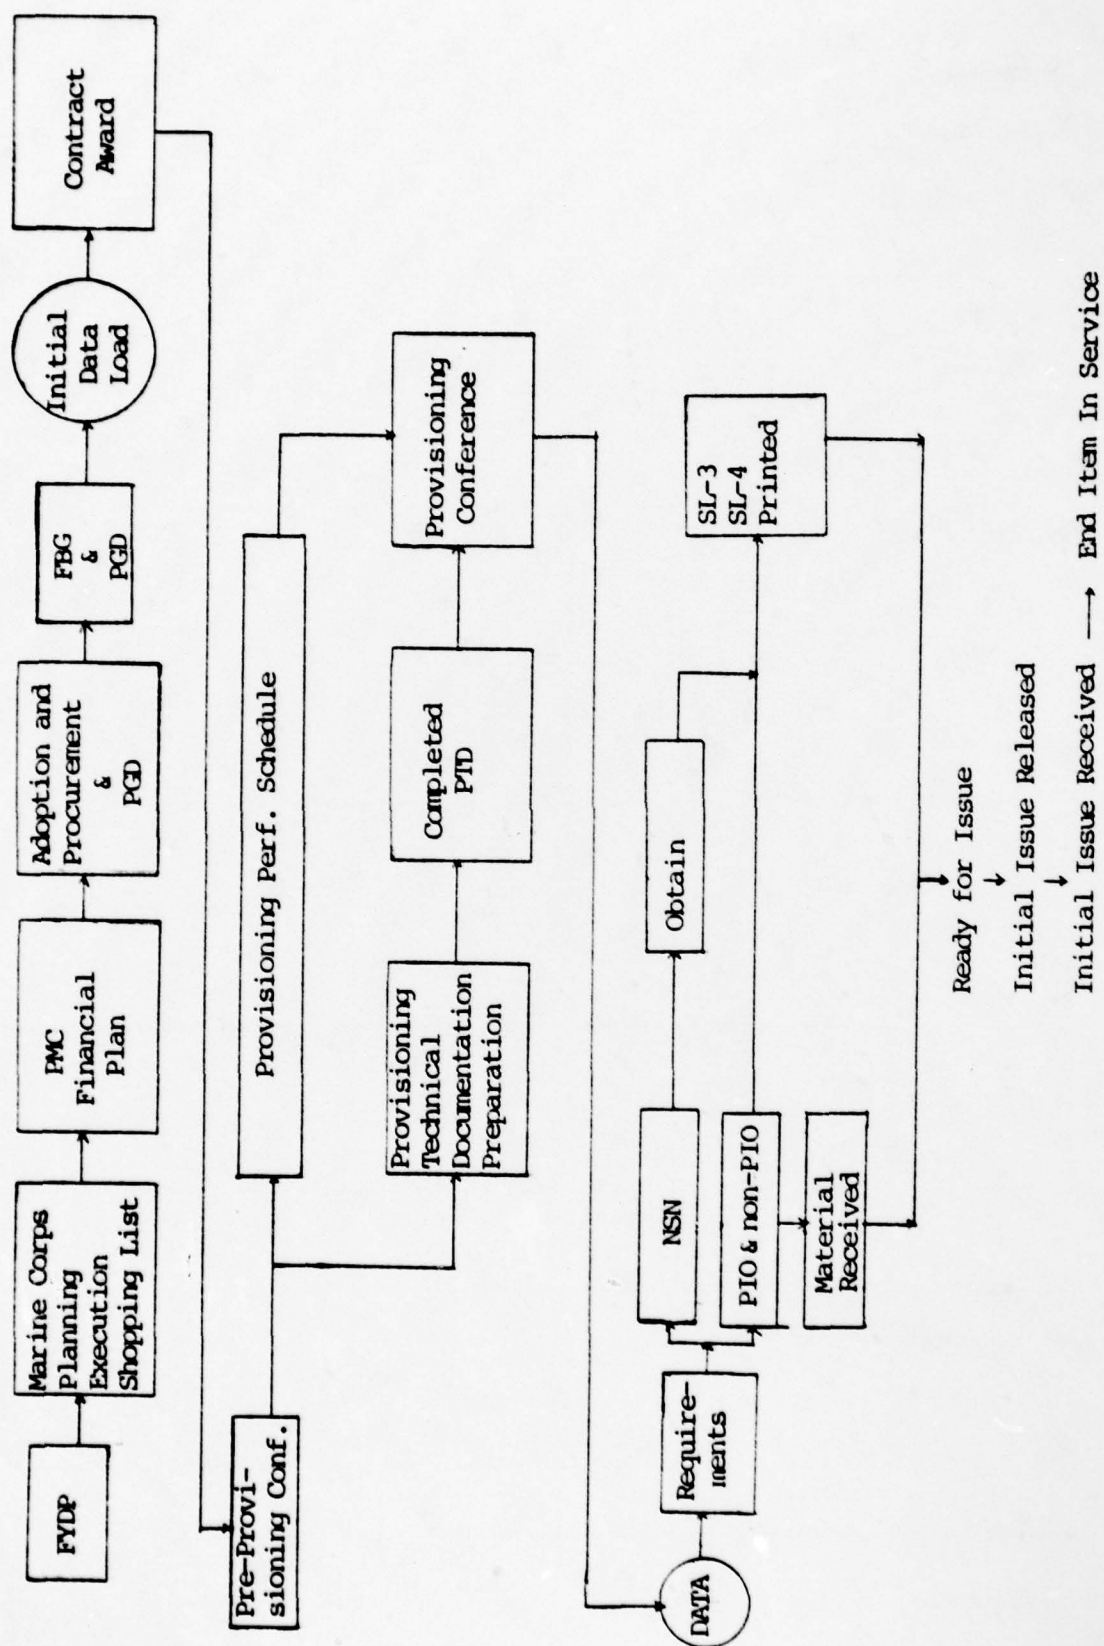 FYDP
Marine Corps
Planning
Execution
Shopping List
PMC
Financial
Plan
Adoption and
Procurement
&
PGD
FBG
&
PGD
Initial
Data
Load
Contract
Award
Pre-Provi-
sioning Conf.
Provisioning Perf. Schedule
Provisioning
Technical
Documentation
Preparation
Completed
PTD
Provisioning
Conference
DATA
Require-
ments
NSN
Obtain
PIO & non-PIO
Material
Received
SL-3
SL-4
Printed
Ready for Issue
Initial Issue Released
Initial Issue Received → End Item In Service